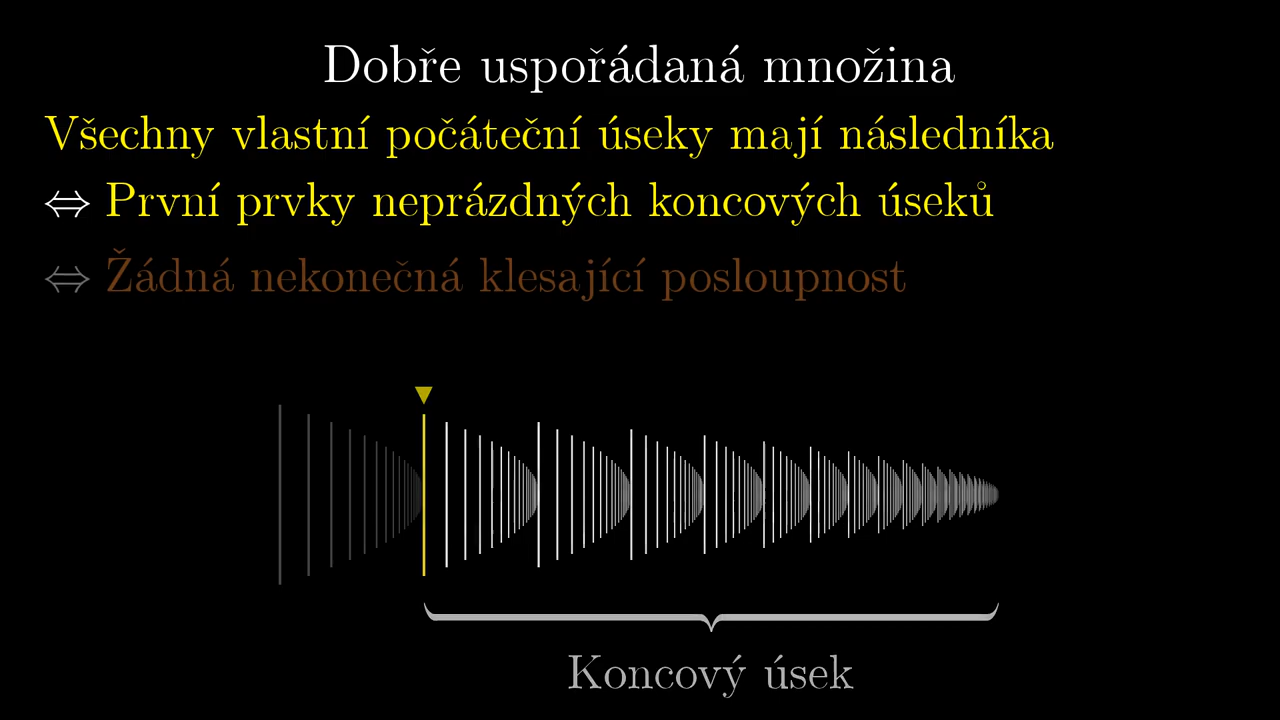 Dobře uspořádaná množina
Všechny vlastní počáteční úseky mají následníka
⇔ První prvky neprázdných koncových úseků
⇔ Žádná nekonečná klesající posloupnost
Koncový úsek